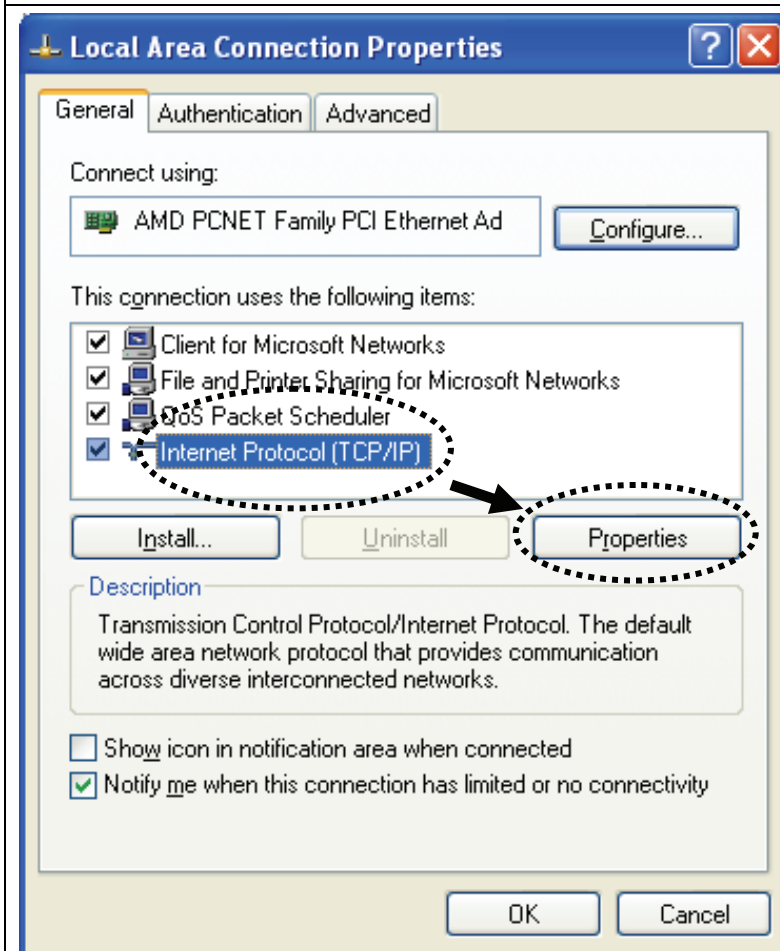 Local Area Connection Properties
General Authentication Advanced
Connect using:
AMD PCNET Family PCI Ethernet Ad
Configure...
This connection uses the following items:
Client for Microsoft Networks
File and Printer Sharing for Microsoft Networks
QoS Packet Scheduler
Internet Protocol (TCP/IP)
Install... Uninstall Properties
Description
Transmission Control Protocol/Internet Protocol. The default
wide area network protocol that provides communication
across diverse interconnected networks.
Show icon in notification area when connected
Notify me when this connection has limited or no connectivity
OK Cancel